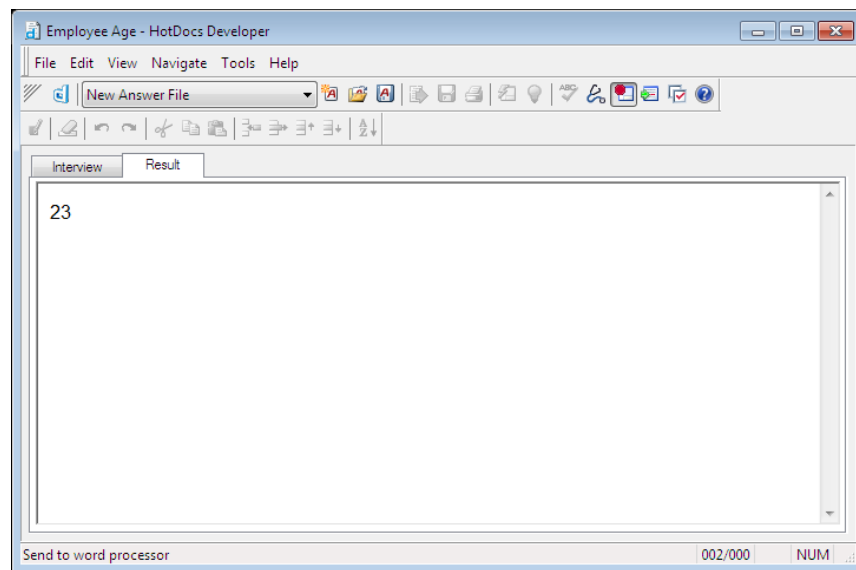 Employee Age - HotDocs Developer
File Edit View Navigate Tools Help
New Answer File
Interview Result
23
Send to word processor 002/000 NUM